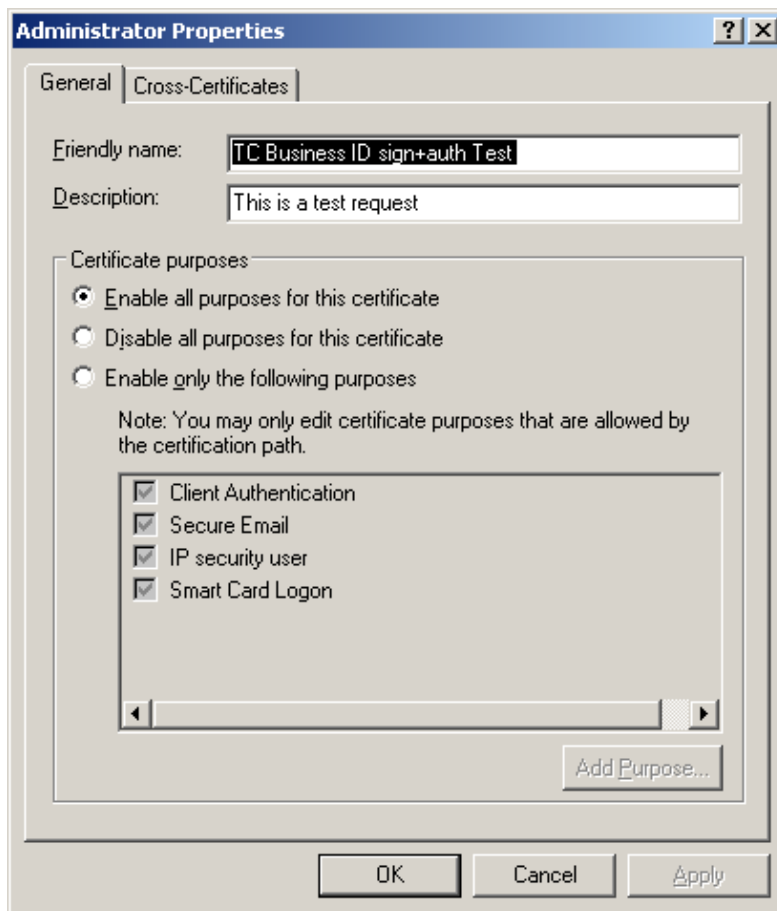 Administrator Properties
General Cross-Certificates
Friendly name: TC Business ID sign+auth Test
Description: This is a test request
Certificate purposes
Enable all purposes for this certificate
Disable all purposes for this certificate
Enable only the following purposes
Note: You may only edit certificate purposes that are allowed by
the certification path.
Client Authentication
Secure Email
IP security user
Smart Card Logon
Add Purpose...
OK Cancel Apply